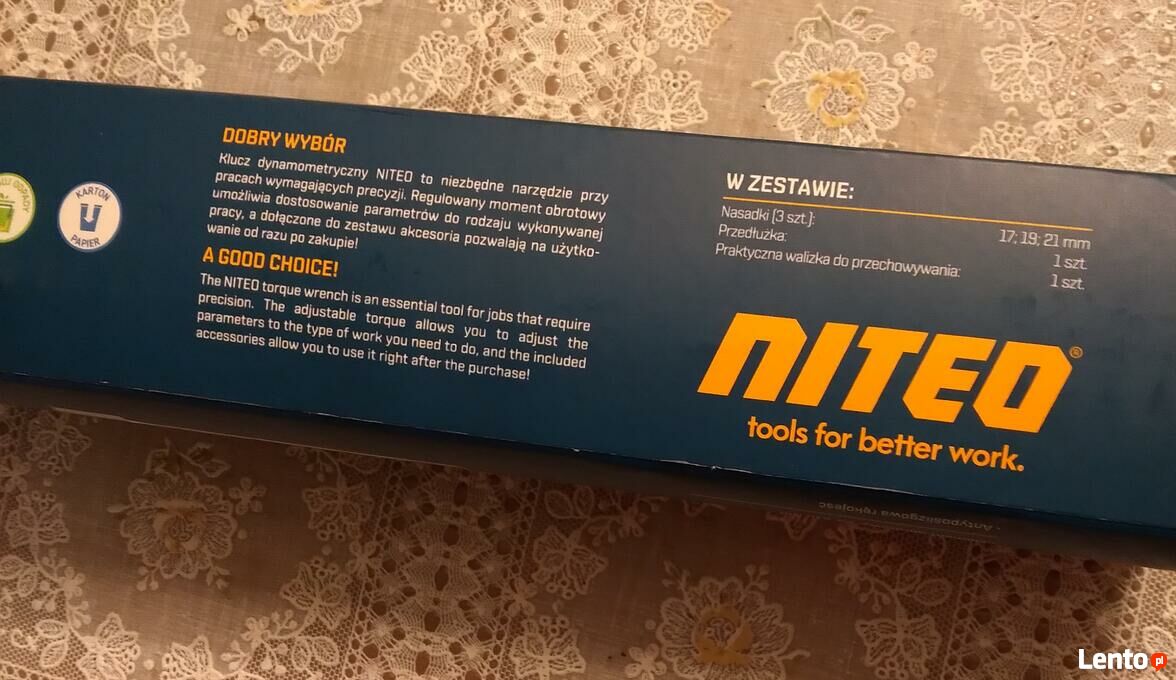 DOBRY WYBÓR
Klucz dynamometryczny NITEO to niezbędne narzędzie przy
pracach wymagających precyzji. Regulowany moment obrotowy
umożliwia dostosowanie parametrów do rodzaju wykonywanej
pracy, a dołączone do zestawu akcesoria pozwalają na użytko-
wanie od razu po zakupie!
A GOOD CHOICE!
The NITEO torque wrench is an essential tool for jobs that require
precision. The adjustable torque allows you to adjust the
parameters to the type of work you need to do, and the included
accessories allow you to use it right after the purchase!
ODPADY
KARTON
PAPIER
W ZESTAWIE:
Nasadki (3 szt.): 17; 19; 21 mm
Przedłużka: 1 szt.
Praktyczna walizka do przechowywania: 1 szt.
NITEO®
tools for better work.
• Antypoślizgowa rękojeść
Lento pl